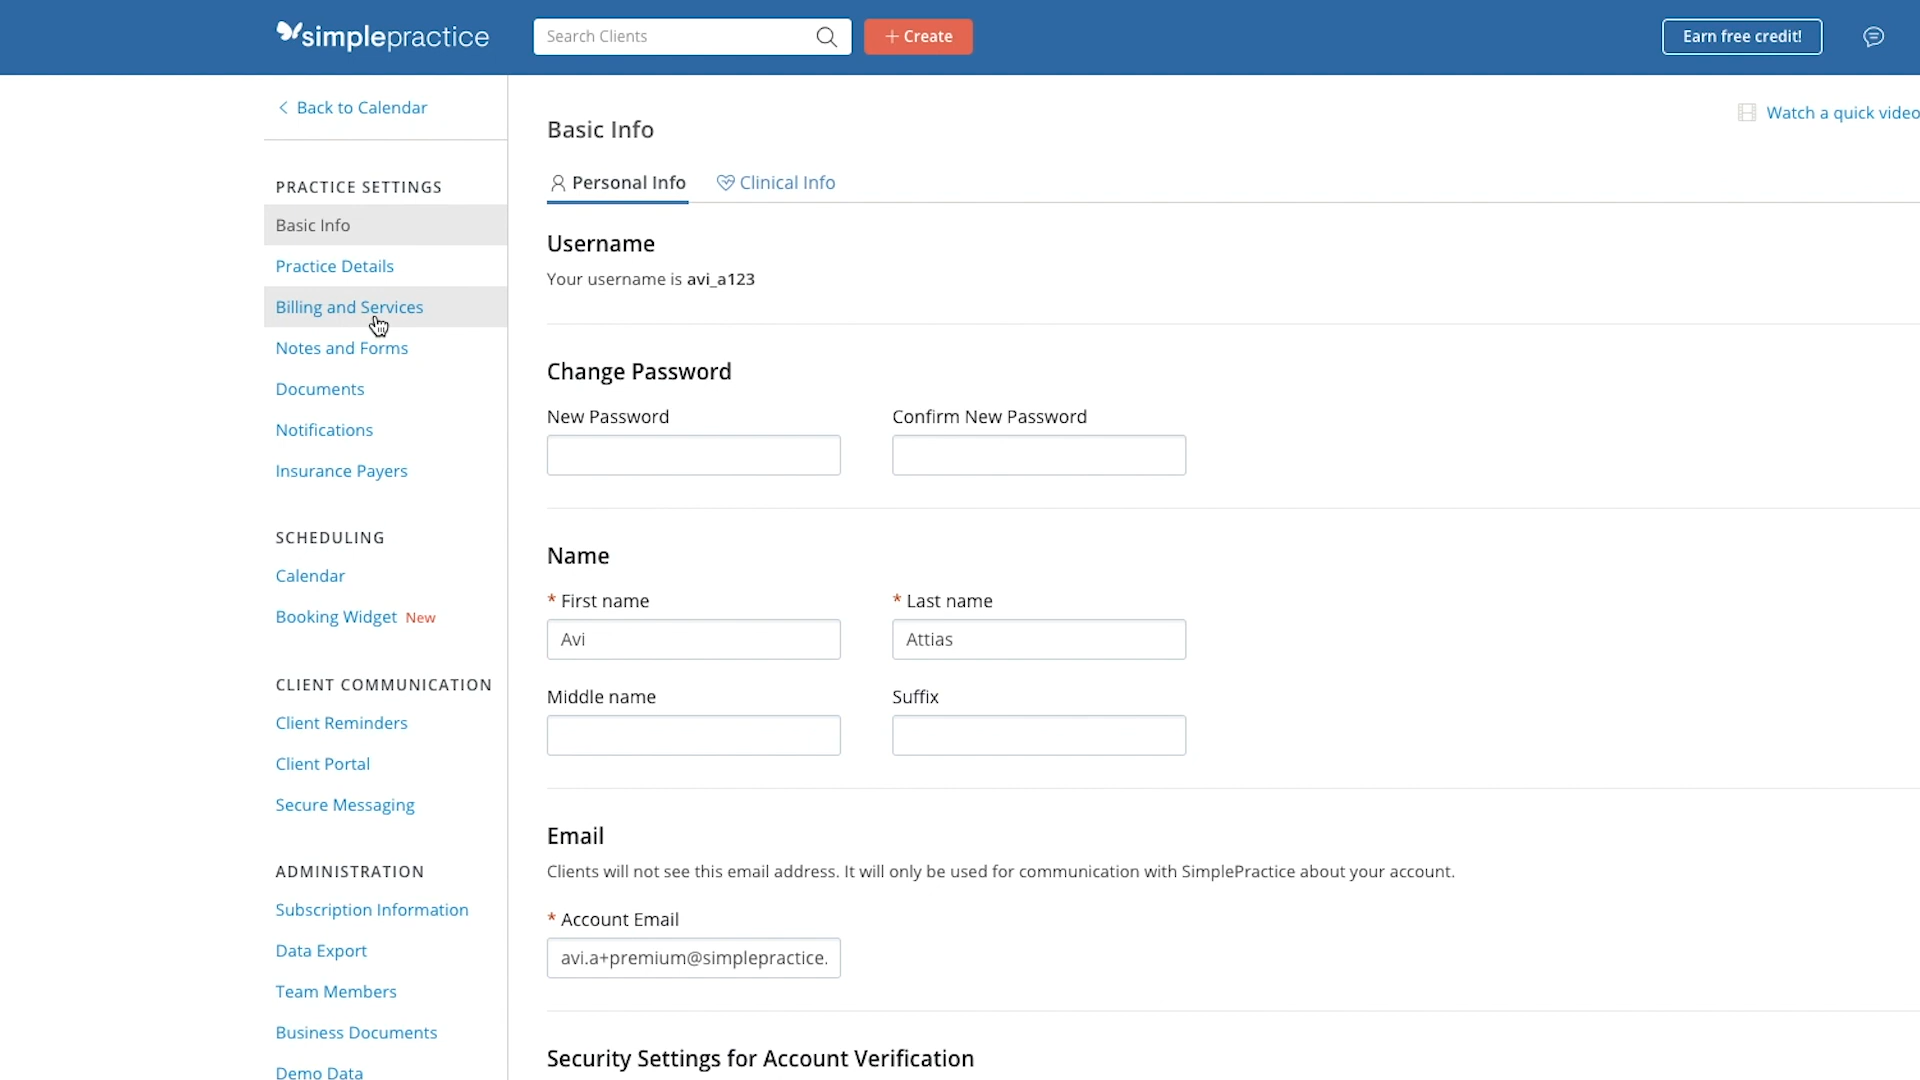 simplepractice
Search Clients
+ Create
Earn free credit!
Back to Calendar
PRACTICE SETTINGS
Basic Info
Practice Details
Billing and Services
Notes and Forms
Documents
Notifications
Insurance Payers
SCHEDULING
Calendar
Booking Widget New
CLIENT COMMUNICATION
Client Reminders
Client Portal
Secure Messaging
ADMINISTRATION
Subscription Information
Data Export
Team Members
Business Documents
Demo Data
Basic Info
Watch a quick video
Personal Info
Clinical Info
Username
Your username is avi_a123
Change Password
New Password
Confirm New Password
Name
* First name
* Last name
Avi
Attias
Middle name
Suffix
Email
Clients will not see this email address. It will only be used for communication with SimplePractice about your account.
* Account Email
avi.a+premium@simplepractice.
Security Settings for Account Verification